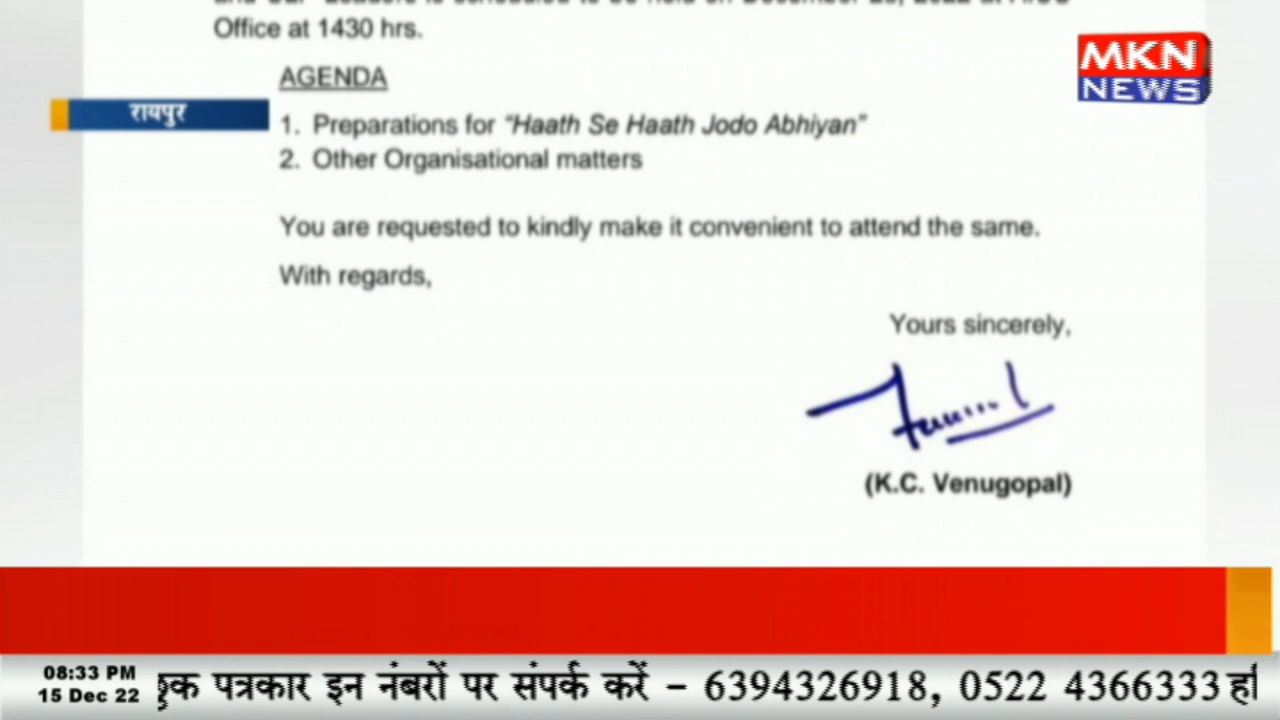 Office at 1430 hrs.
AGENDA
1. Preparations for "Haath Se Haath Jodo Abhiyan"
2. Other Organisational matters
You are requested to kindly make it convenient to attend the same.
With regards,
Yours sincerely,
(K.C. Venugopal)
MKN
NEWS
रायपुर
08:33 PM
15 Dec 22
पत्रकार इन नंबरों पर संपर्क करें - 6394326918, 0522 4366333